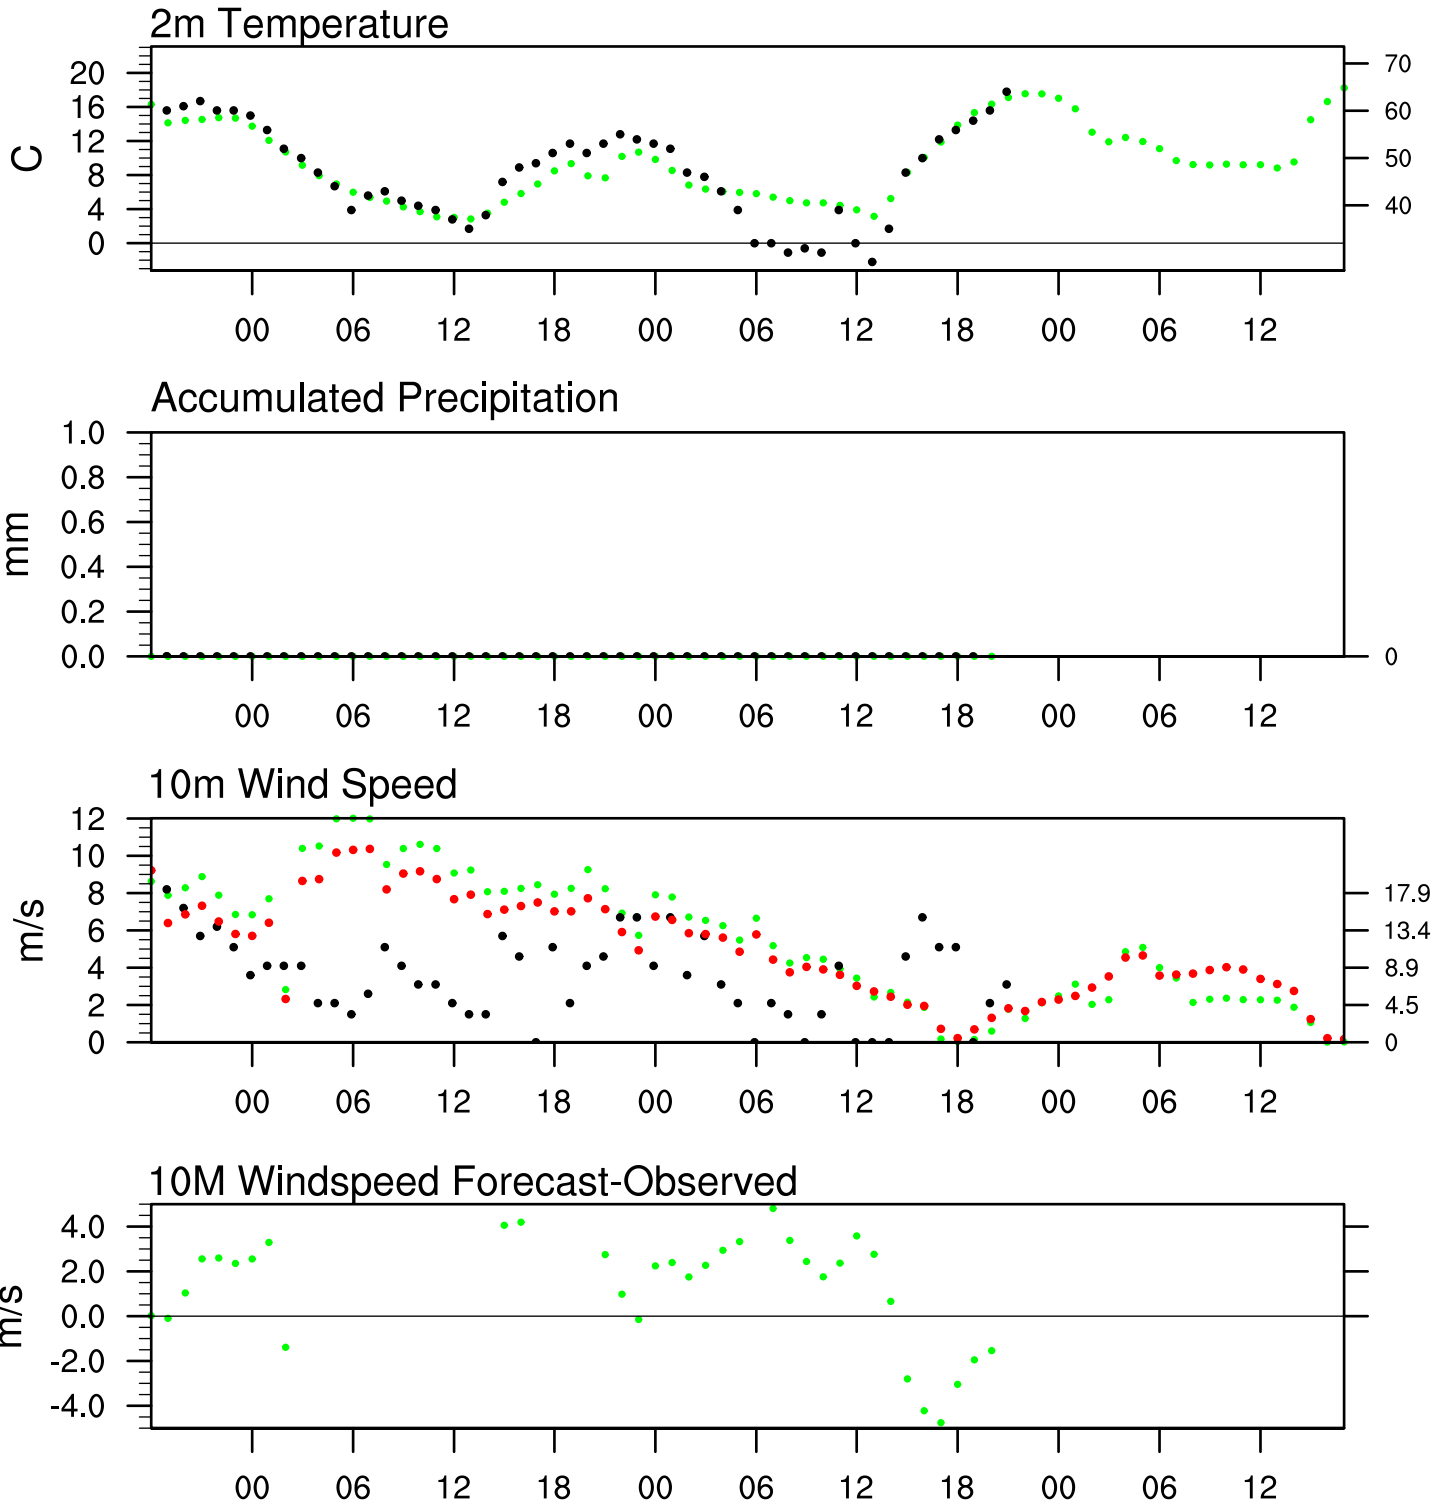 2m Temperature
20
16
12
8
4
0
C
70
60
50
40
00 06 12 18 00 06 12 18 00 06 12
Accumulated Precipitation
1.0
0.8
0.6
0.4
0.2
0.0
mm
0
00 06 12 18 00 06 12 18 00 06 12
10m Wind Speed
12
10
8
6
4
2
0
m/s
17.9
13.4
8.9
4.5
0
00 06 12 18 00 06 12 18 00 06 12
10M Windspeed Forecast-Observed
4.0
2.0
0.0
-2.0
-4.0
m/s
00 06 12 18 00 06 12 18 00 06 12